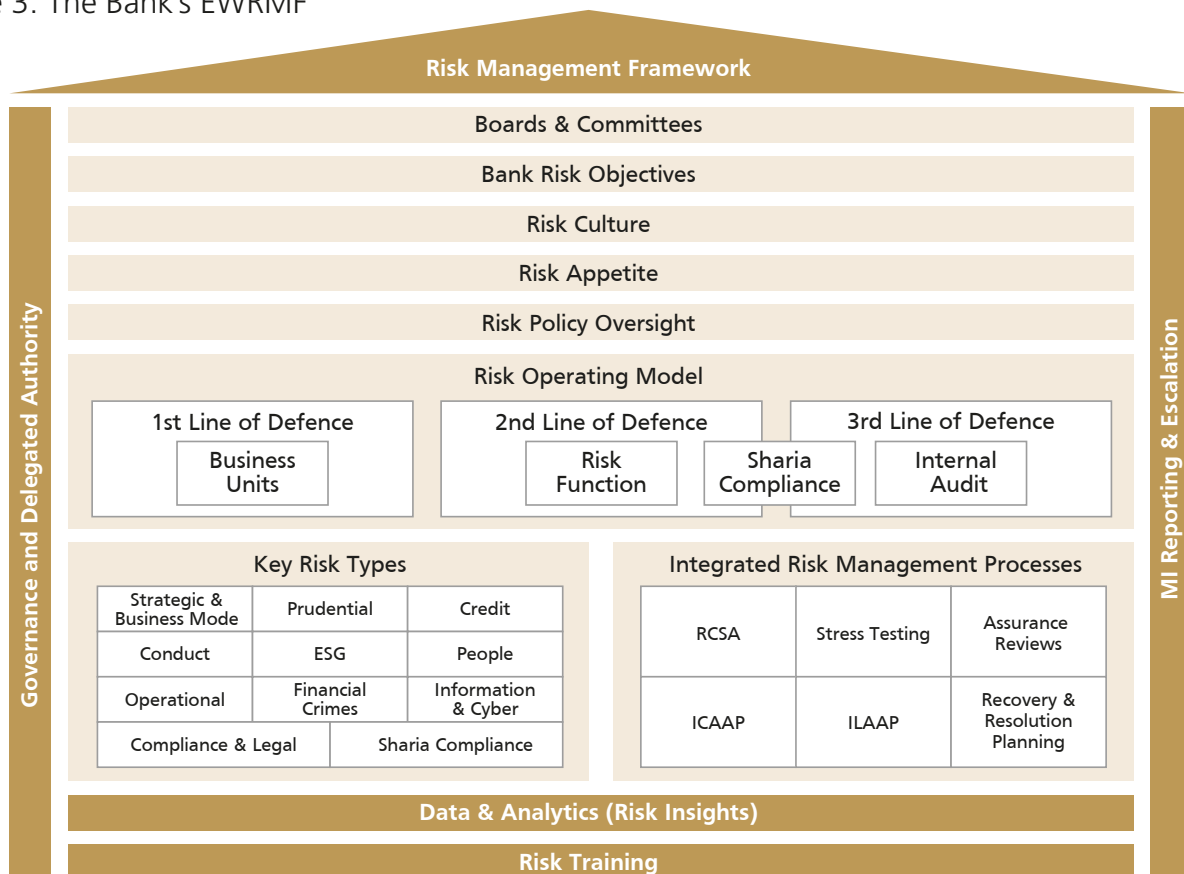 e 3: The Bank's EWRMF
Risk Management Framework
Governance and Delegated Authority
Boards & Committees
Bank Risk Objectives
Risk Culture
Risk Appetite
Risk Policy Oversight
Risk Operating Model
1st Line of Defence
Business
Units
2nd Line of Defence
Risk
Function
Sharia
Compliance
3rd Line of Defence
Internal
Audit
Key Risk Types
Strategic &
Business Mode
Prudential
Credit
Conduct
ESG
People
Operational
Financial
Crimes
Information
& Cyber
Compliance & Legal
Sharia Compliance
Integrated Risk Management Processes
RCSA
Stress Testing
Assurance
Reviews
ICAAP
ILAAP
Recovery &
Resolution
Planning
MI Reporting & Escalation
Data & Analytics (Risk Insights)
Risk Training